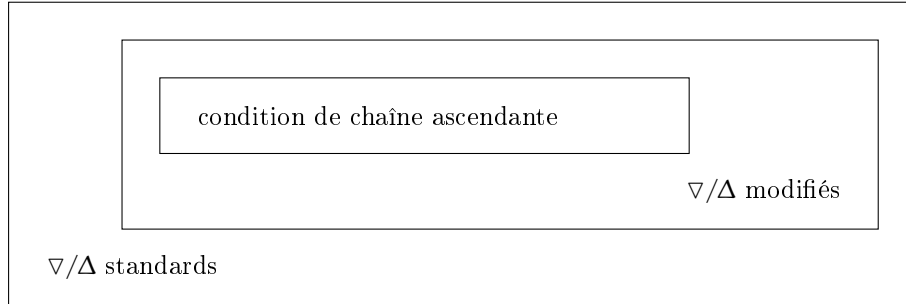 condition de chaîne ascendante
▽/Δ modifiés
▽/Δ standards